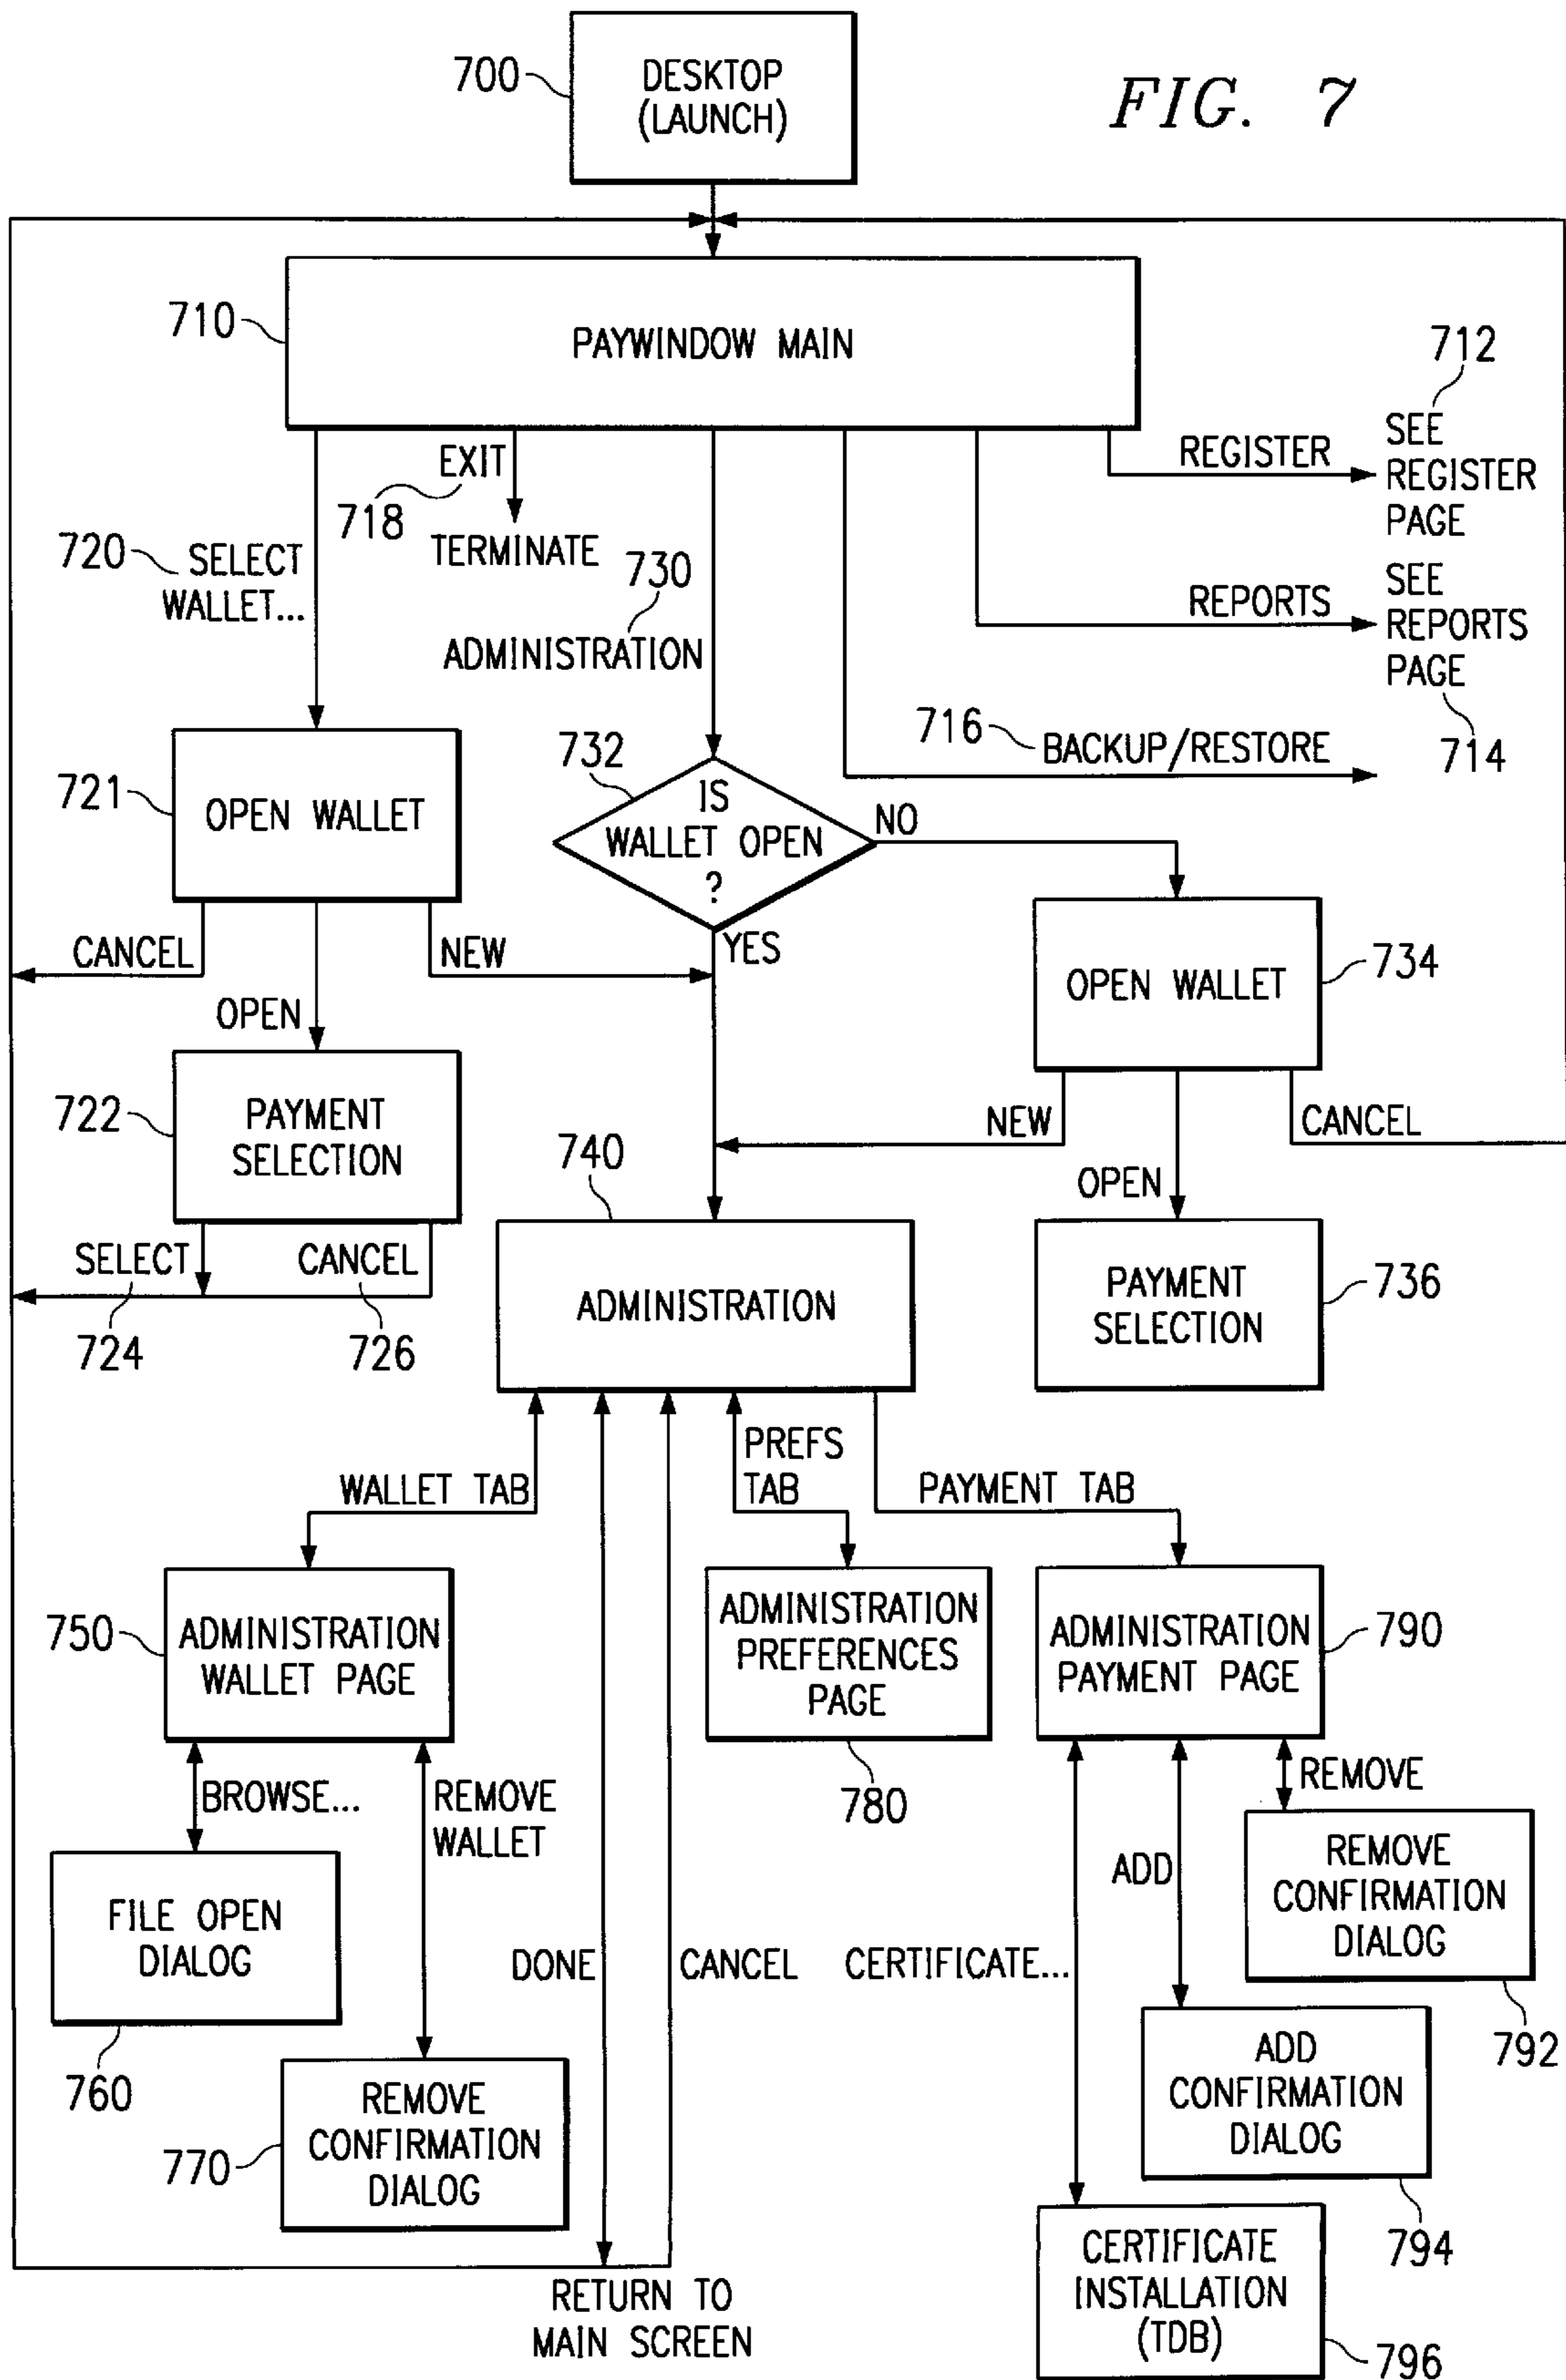 700
DESKTOP
(LAUNCH)
FIG. 7
710
PAYWINDOW MAIN
712
SEE
REGISTER
PAGE
REGISTER
EXIT
718
TERMINATE
720
SELECT
WALLET...
730
ADMINISTRATION
REPORTS
SEE
REPORTS
PAGE
714
716
BACKUP/RESTORE
732
IS
WALLET OPEN
?
NO
YES
721
OPEN WALLET
CANCEL
NEW
OPEN
734
OPEN WALLET
NEW
CANCEL
OPEN
722
PAYMENT
SELECTION
SELECT
CANCEL
724
726
740
ADMINISTRATION
736
PAYMENT
SELECTION
WALLET TAB
PREFS
TAB
PAYMENT TAB
750
ADMINISTRATION
WALLET PAGE
ADMINISTRATION
PREFERENCES
PAGE
780
ADMINISTRATION
PAYMENT PAGE
790
BROWSE...
REMOVE
WALLET
REMOVE
FILE OPEN
DIALOG
760
DONE
CANCEL
CERTIFICATE...
ADD
REMOVE
CONFIRMATION
DIALOG
792
REMOVE
CONFIRMATION
DIALOG
770
ADD
CONFIRMATION
DIALOG
794
CERTIFICATE
INSTALLATION
(TDB)
796
RETURN TO
MAIN SCREEN